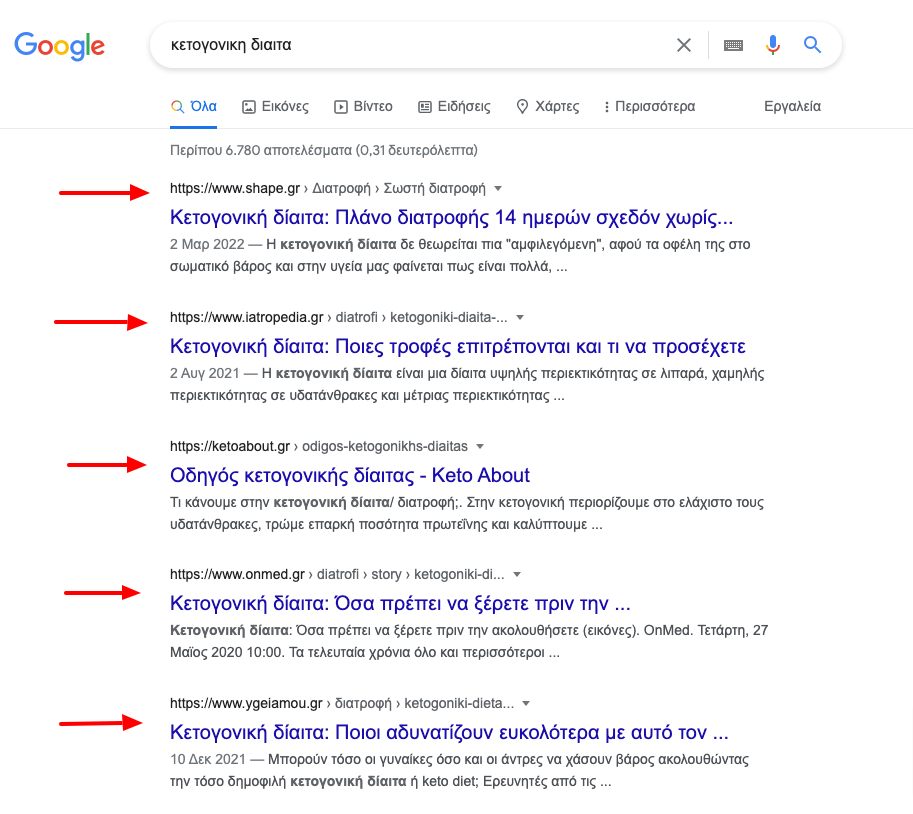 Google
κετογονικη διαιτα
Όλα Εικόνες Βίντεο Ειδήσεις Χάρτες Περισσότερα Εργαλεία
Περίπου 6.780 αποτελέσματα (0,31 δευτερόλεπτα)
https://www.shape.gr › Διατροφή › Σωστή διατροφή
Κετογονική δίαιτα: Πλάνο διατροφής 14 ημερών σχεδόν χωρίς...
2 Μαρ 2022 — Η κετογονική δίαιτα δε θεωρείται πια "αμφιλεγόμενη", αφού τα οφέλη της στο
σωματικό βάρος και στην υγεία μας φαίνεται πως είναι πολλά, ...
https://www.iatropedia.gr › diatrofi › ketogoniki-diaita-...
Κετογονική δίαιτα: Ποιες τροφές επιτρέπονται και τι να προσέχετε
2 Αυγ 2021 — Η κετογονική δίαιτα είναι μια δίαιτα υψηλής περιεκτικότητας σε λιπαρά, χαμηλής
περιεκτικότητας σε υδατάνθρακες και μέτριας περιεκτικότητας ...
https://ketoabout.gr › odigos-ketogonikhs-diaitas
Οδηγός κετογονικής δίαιτας - Keto About
Τι κάνουμε στην κετογονική δίαιτα/ διατροφή;. Στην κετογονική περιορίζουμε στο ελάχιστο τους
υδατάνθρακες, τρώμε επαρκή ποσότητα πρωτεΐνης και καλύπτουμε ...
https://www.onmed.gr › diatrofi › story › ketogoniki-di...
Κετογονική δίαιτα: Όσα πρέπει να ξέρετε πριν την ...
Κετογονική δίαιτα: Όσα πρέπει να ξέρετε πριν την ακολουθήσετε (εικόνες). OnMed. Τετάρτη, 27
Μαϊος 2020 10:00. Τα τελευταία χρόνια όλο και περισσότεροι ...
https://www.ygeiamou.gr › διατροφή › ketogoniki-dieta...
Κετογονική δίαιτα: Ποιοι αδυνατίζουν ευκολότερα με αυτό τον ...
10 Δεκ 2021 — Μπορούν τόσο οι γυναίκες όσο και οι άντρες να χάσουν βάρος ακολουθώντας
την τόσο δημοφιλή κετογονική δίαιτα ή keto diet; Ερευνητές από τις ...